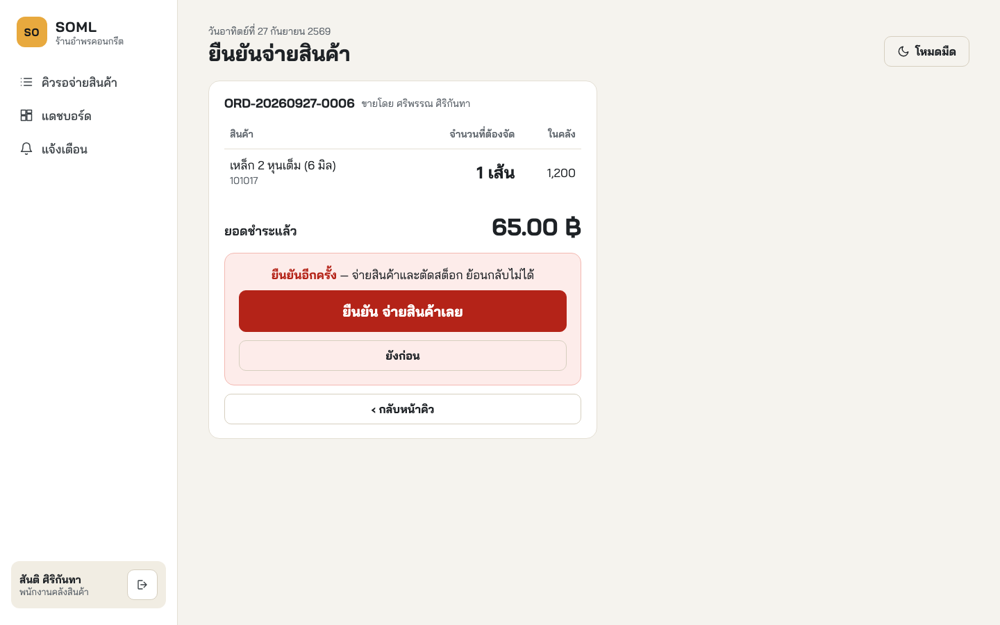 SO
SOML
ร้านอำพรคอนกรีต
คิวรอจ่ายสินค้า
แดชบอร์ด
แจ้งเตือน
สันติ ศิริกันทา
พนักงานคลังสินค้า
วันอาทิตย์ที่ 27 กันยายน 2569
ยืนยันจ่ายสินค้า
โหมดมืด
ORD-20260927-0006 ขายโดย ศริพรรณ ศิริกันทา
สินค้า จำนวนที่ต้องจัด ในคลัง
เหล็ก 2 หุนเต็ม (6 มิล) 1 เส้น 1,200
101017
ยอดชำระแล้ว 65.00 ฿
ยืนยันอีกครั้ง — จ่ายสินค้าและตัดสต็อก ย้อนกลับไม่ได้
ยืนยัน จ่ายสินค้าเลย
ยังก่อน
‹ กลับหน้าคิว